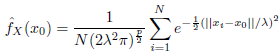 $\hat{f}_X(x_0) = \frac{1}{N(2\lambda^2\pi)^{\frac{p}{2}}} \sum_{i=1}^{N} e^{-\frac{1}{2}(||x_i - x_0||/\lambda)^2}$